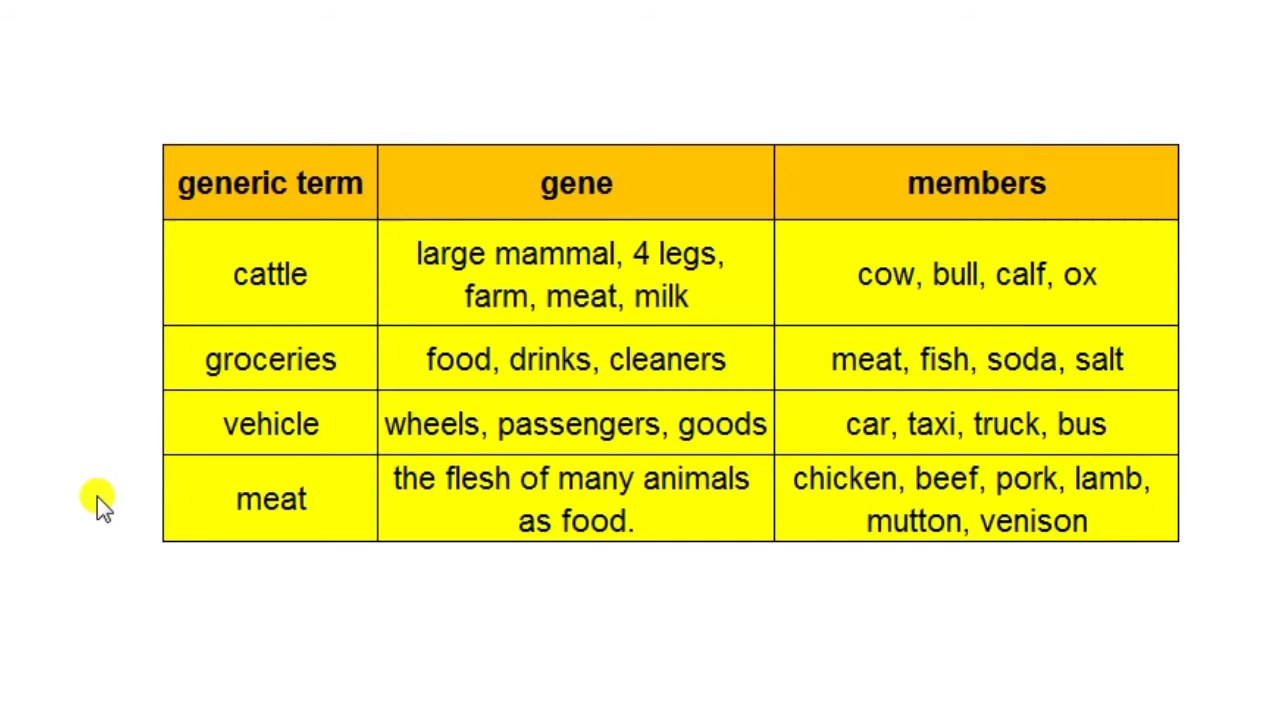 generic term gene members
cattle
large mammal, 4 legs,
farm, meat, milk
cow, bull, calf, ox
groceries food, drinks, cleaners meat, fish, soda, salt
vehicle wheels, passengers, goods car, taxi, truck, bus
meat
the flesh of many animals
as food.
chicken, beef, pork, lamb,
mutton, venison